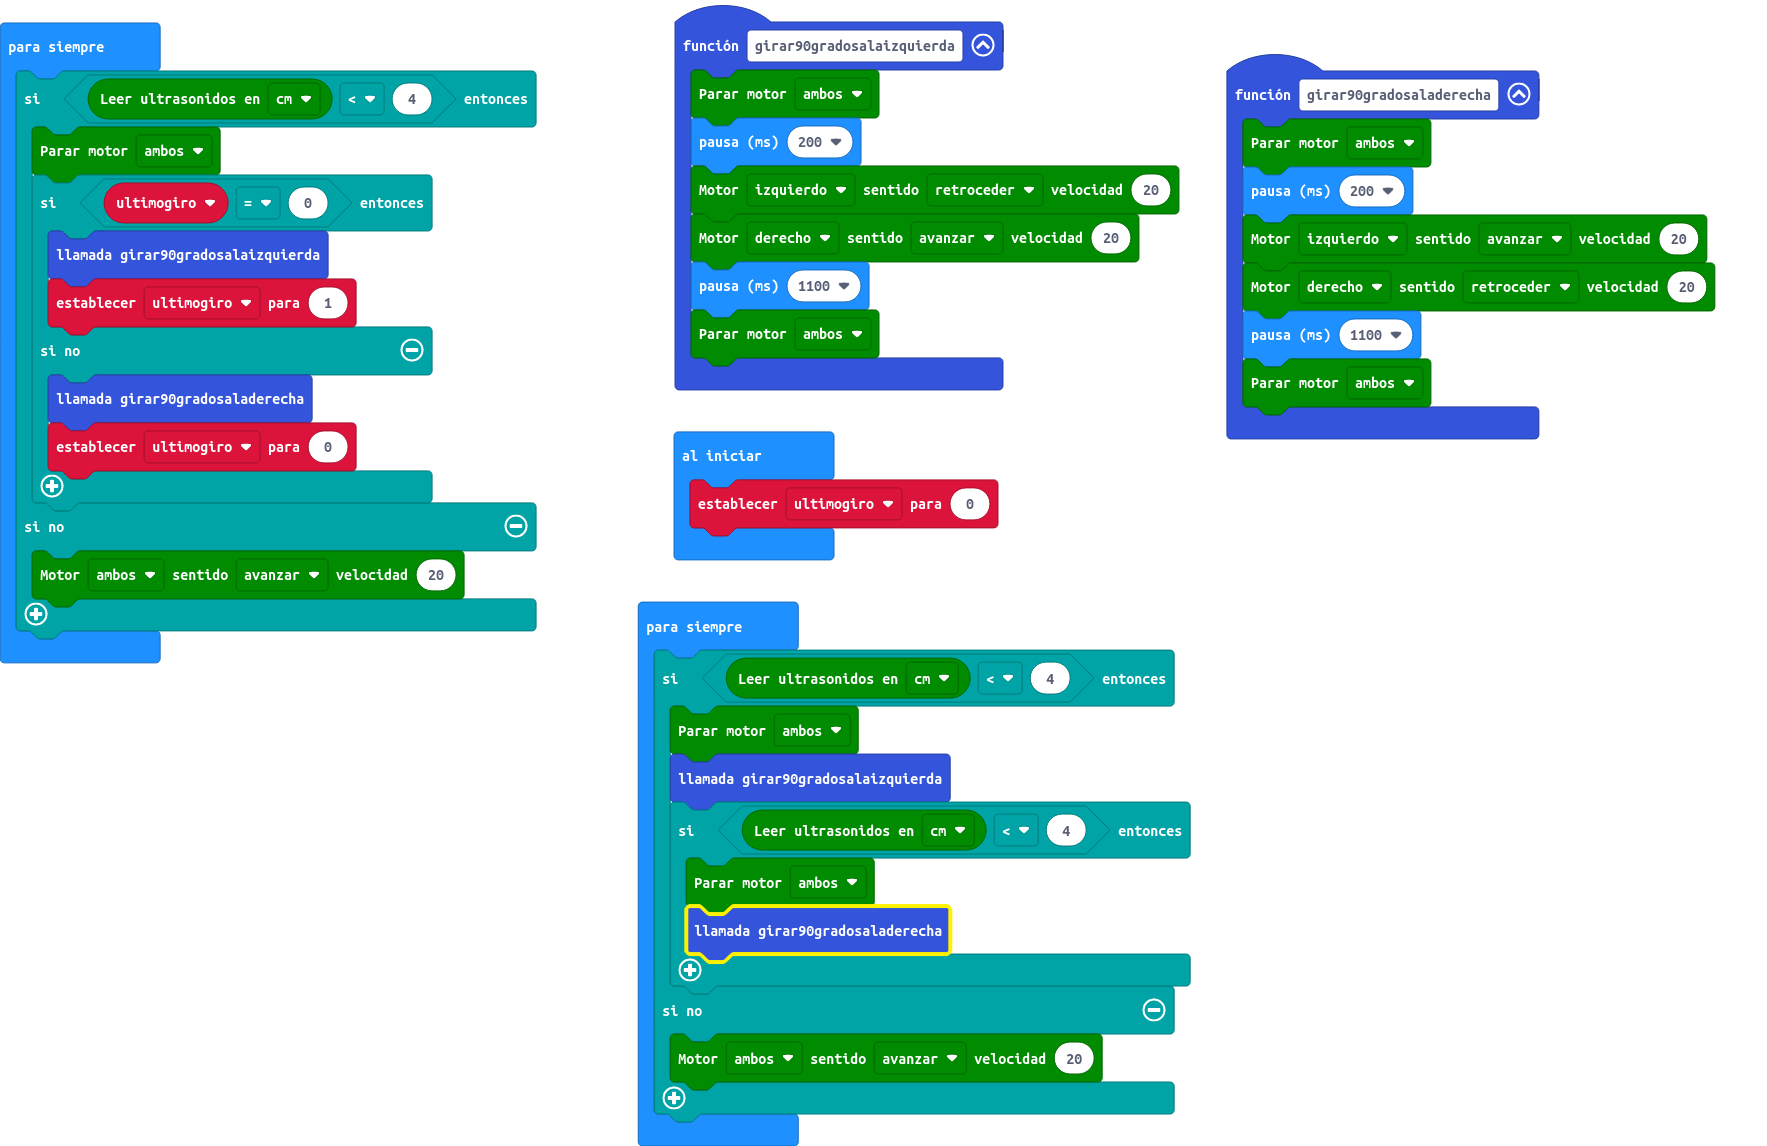 para siempre
si Leer ultrasonidos en cm < 4 entonces
Parar motor ambos
si ultimogiro = 0 entonces
llamada girar90gradosalaizquierda
establecer ultimogiro para 1
si no
llamada girar90gradosaladerecha
establecer ultimogiro para 0
si no
Motor ambos sentido avanzar velocidad 20
función girar90gradosalaizquierda
Parar motor ambos
pausa (ms) 200
Motor izquierdo sentido retroceder velocidad 20
Motor derecho sentido avanzar velocidad 20
pausa (ms) 1100
Parar motor ambos
función girar90gradosaladerecha
Parar motor ambos
pausa (ms) 200
Motor izquierdo sentido avanzar velocidad 20
Motor derecho sentido retroceder velocidad 20
pausa (ms) 1100
Parar motor ambos
al iniciar
establecer ultimogiro para 0
para siempre
si Leer ultrasonidos en cm < 4 entonces
Parar motor ambos
llamada girar90gradosalaizquierda
si Leer ultrasonidos en cm < 4 entonces
Parar motor ambos
llamada girar90gradosaladerecha
si no
Motor ambos sentido avanzar velocidad 20